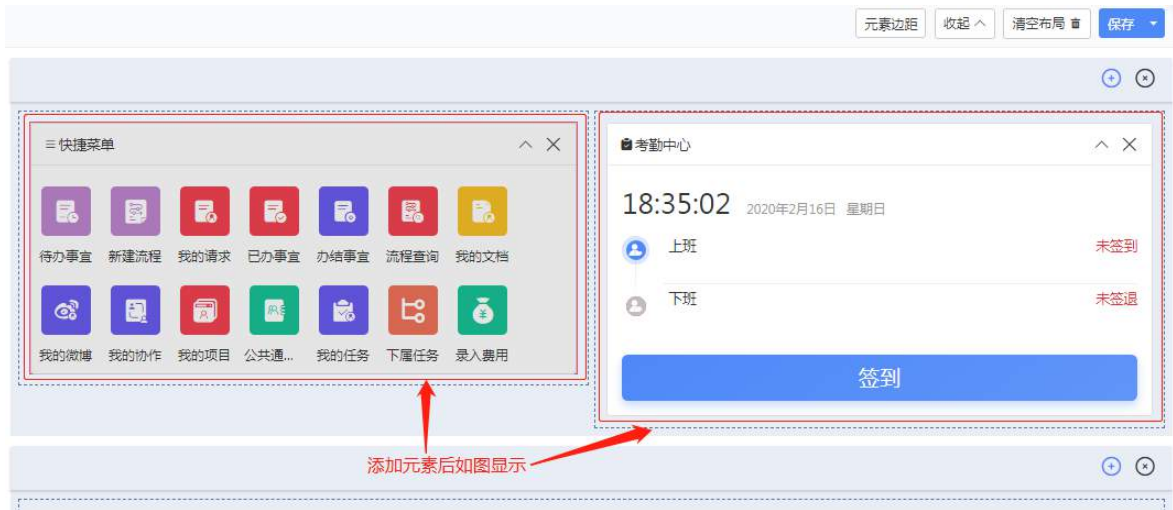 元素边距 收起 清空布局 保存
快捷菜单
待办事宜 新建流程 我的请求 已办事宜 办结事宜 流程查询 我的文档
我的微博 我的协作 我的项目 公共通... 我的任务 下属任务 录入费用
考勤中心
18:35:02 2020年2月16日 星期日
上班 未签到
下班 未签退
签到
添加元素后如图显示